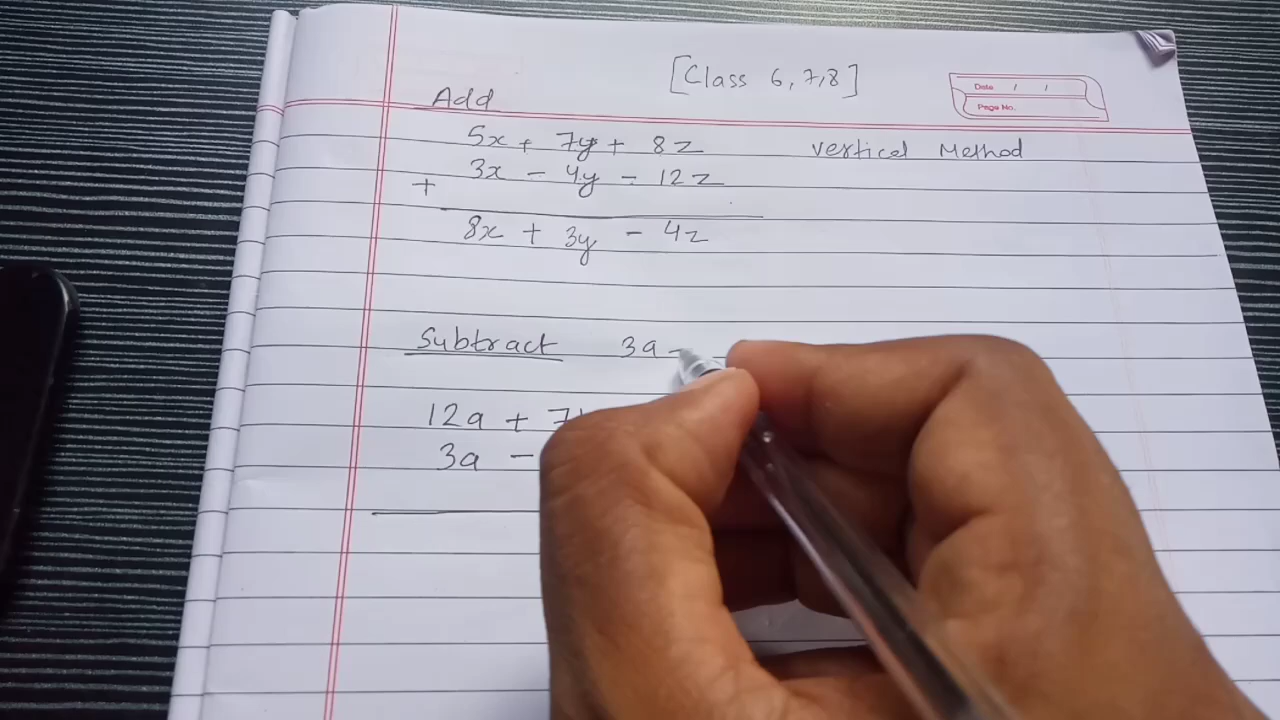 [Class 6, 7, 8]
Date / /
Page No.
Add
5x + 7y + 8z
vertical Method
3x - 4y - 12z
+
8x + 3y - 4z
Subtract 3a -
12a + 7
3a -